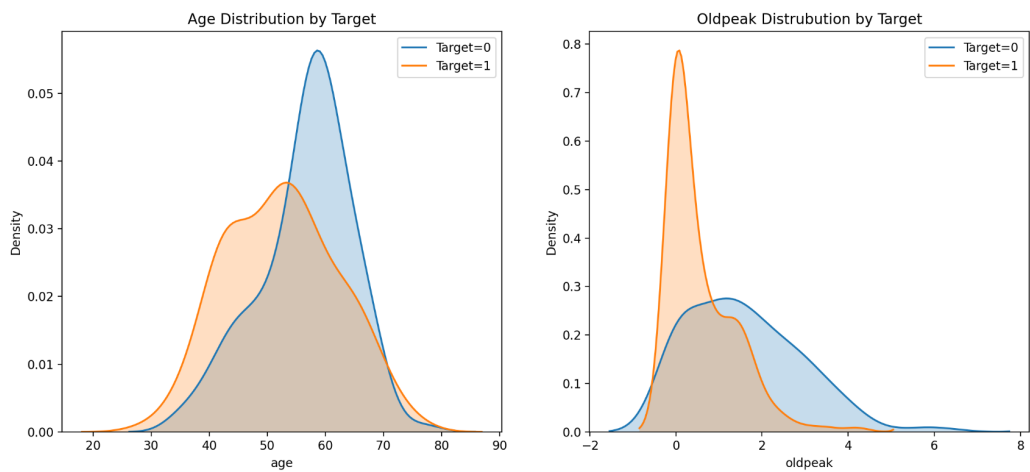 Age Distribution by Target
Target=0
Target=1
Density
0.00
0.01
0.02
0.03
0.04
0.05
20 30 40 50 60 70 80 90
age
Oldpeak Distrubution by Target
Target=0
Target=1
Density
0.0
0.1
0.2
0.3
0.4
0.5
0.6
0.7
0.8
−2 0 2 4 6 8
oldpeak